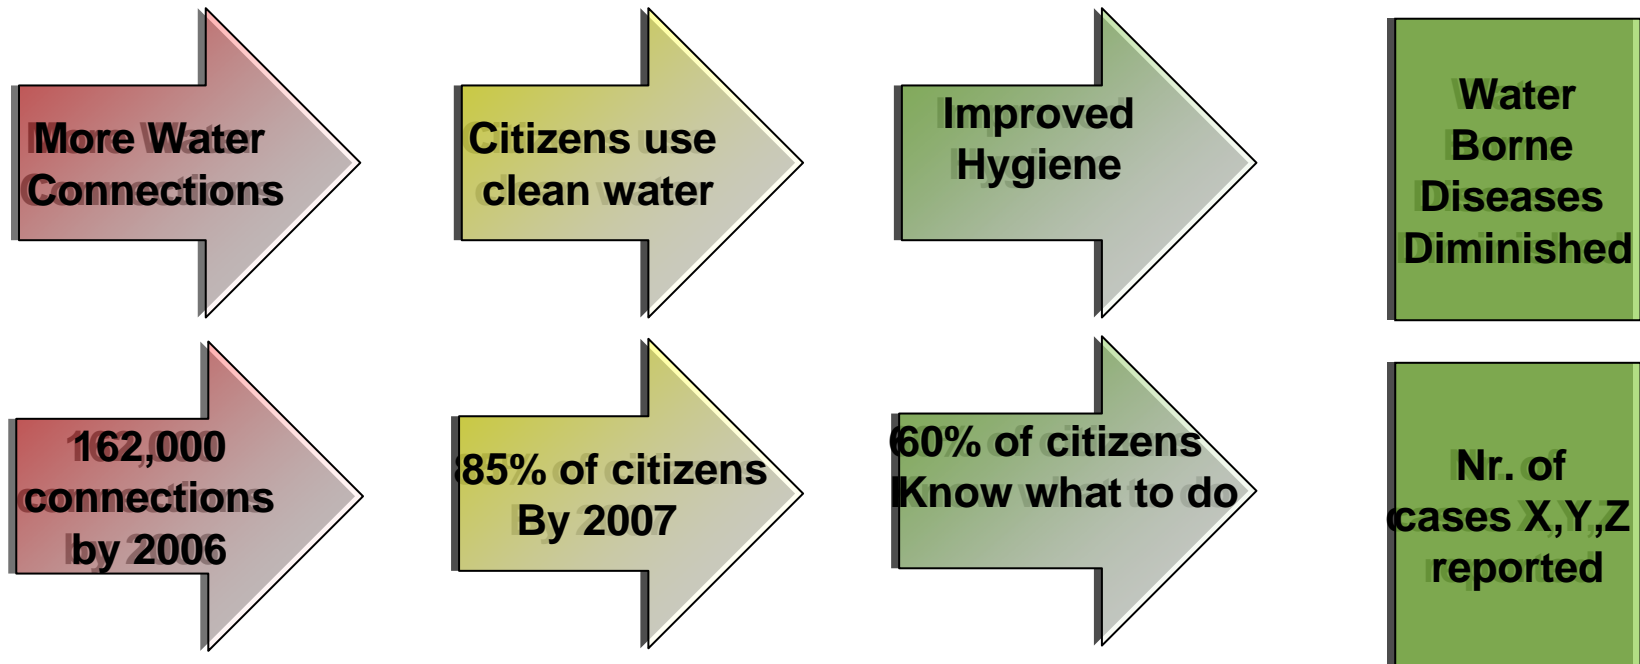 More Water
Connections
Citizens use
clean water
Improved
Hygiene
Water
Borne
Diseases
Diminished
162,000
connections
by 2006
85% of citizens
By 2007
60% of citizens
Know what to do
Nr. of
cases X,Y,Z
reported